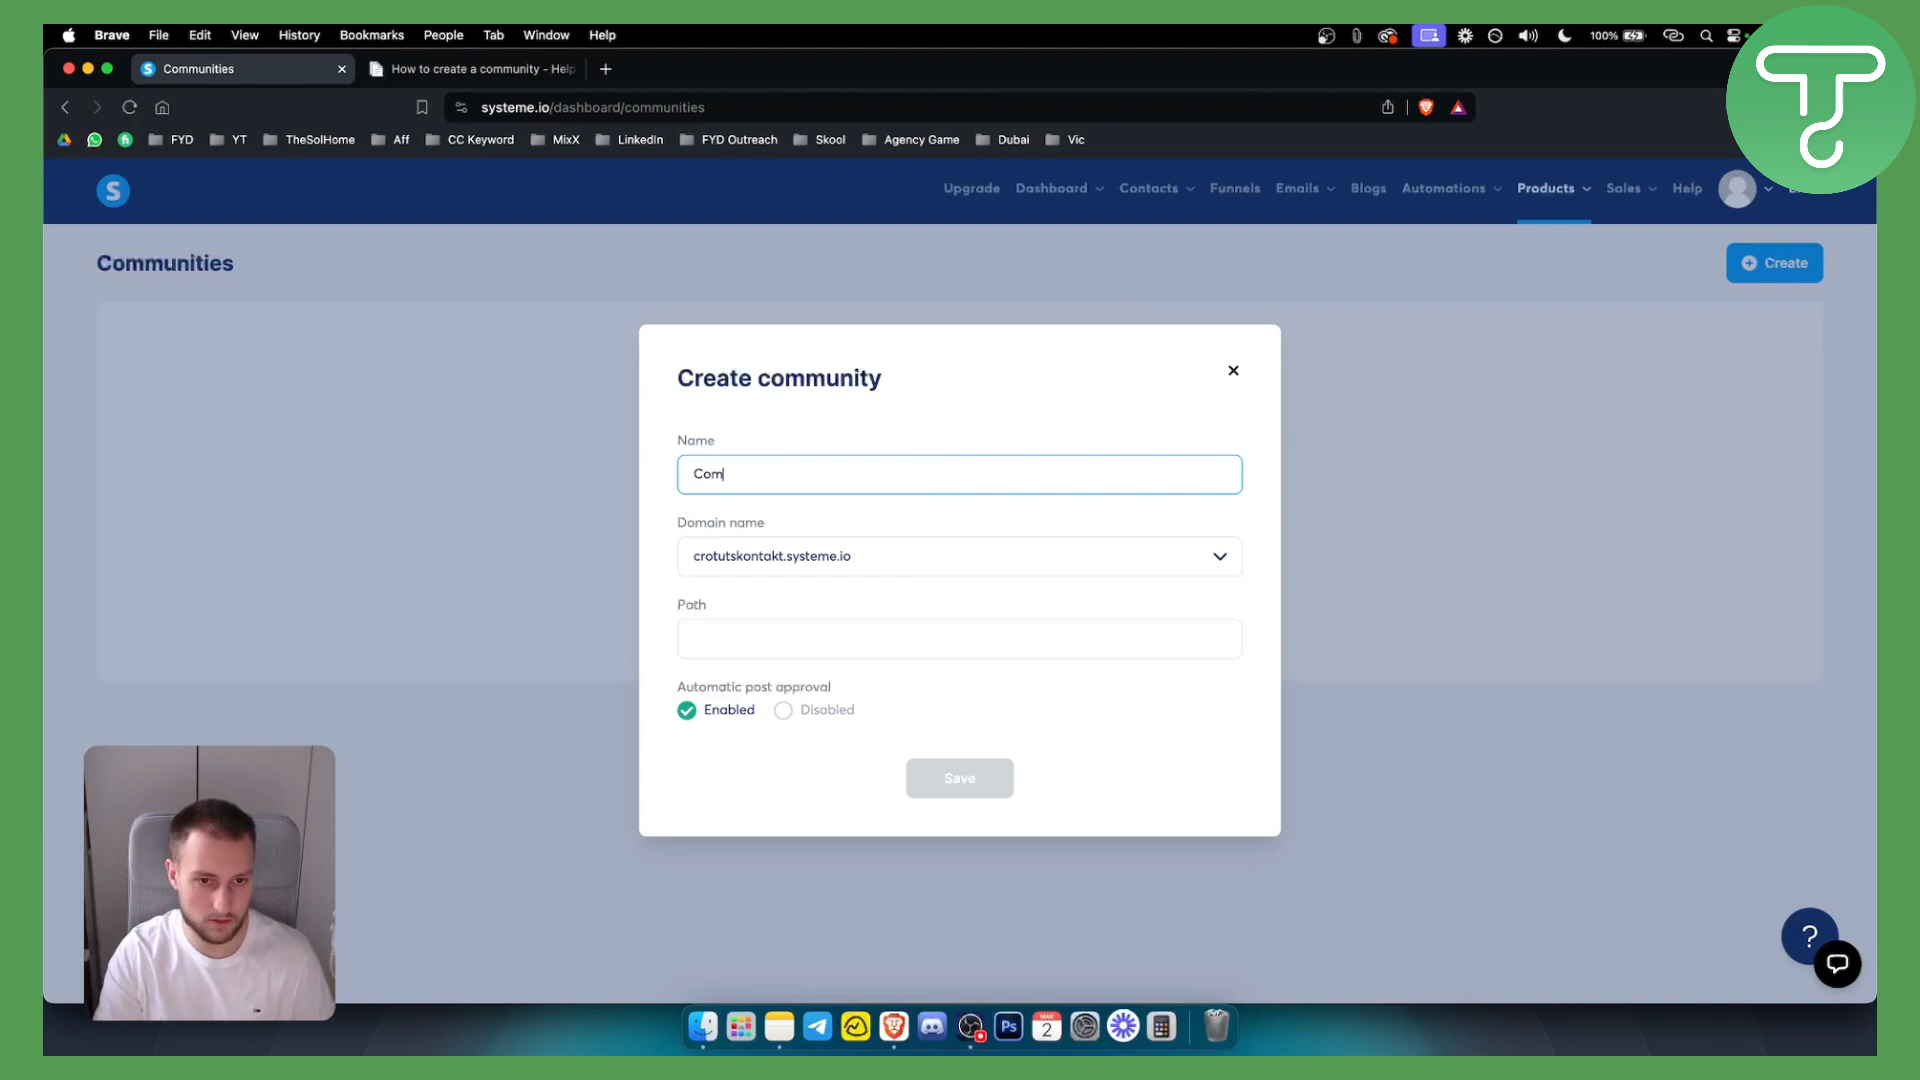 Brave File Edit View History Bookmarks People Tab Window Help 100%
Communities How to create a community - Help
systeme.io/dashboard/communities
FYD YT TheSolHome Aff CC Keyword MixX LinkedIn FYD Outreach Skool Agency Game Dubai Vic
S Upgrade Dashboard Contacts Funnels Emails Blogs Automations Products Sales Help
Communities
Create
Create community
Name
Com
Domain name
crotutskontakt.systeme.io
Path
Automatic post approval
Enabled Disabled
Save
?
Ps MAR 2